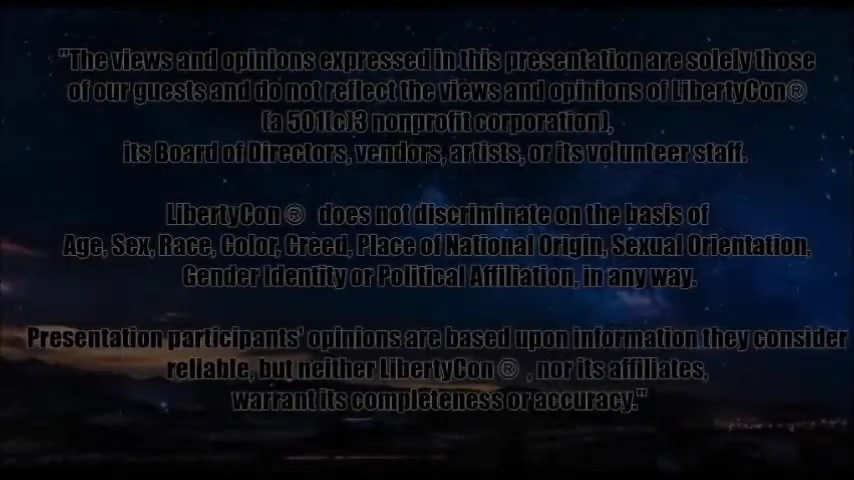 "The views and opinions expressed in this presentation are solely those
of our guests and do not reflect the views and opinions of LibertyCon®
(a 501(c)3 nonprofit corporation),
its Board of Directors, vendors, artists, or its volunteer staff.
LibertyCon ® does not discriminate on the basis of
Age, Sex, Race, Color, Creed, Place of National Origin, Sexual Orientation,
Gender Identity or Political Affiliation, in any way.
Presentation participants' opinions are based upon information they consider
reliable, but neither LibertyCon ® , nor its affiliates,
warrant its completeness or accuracy."